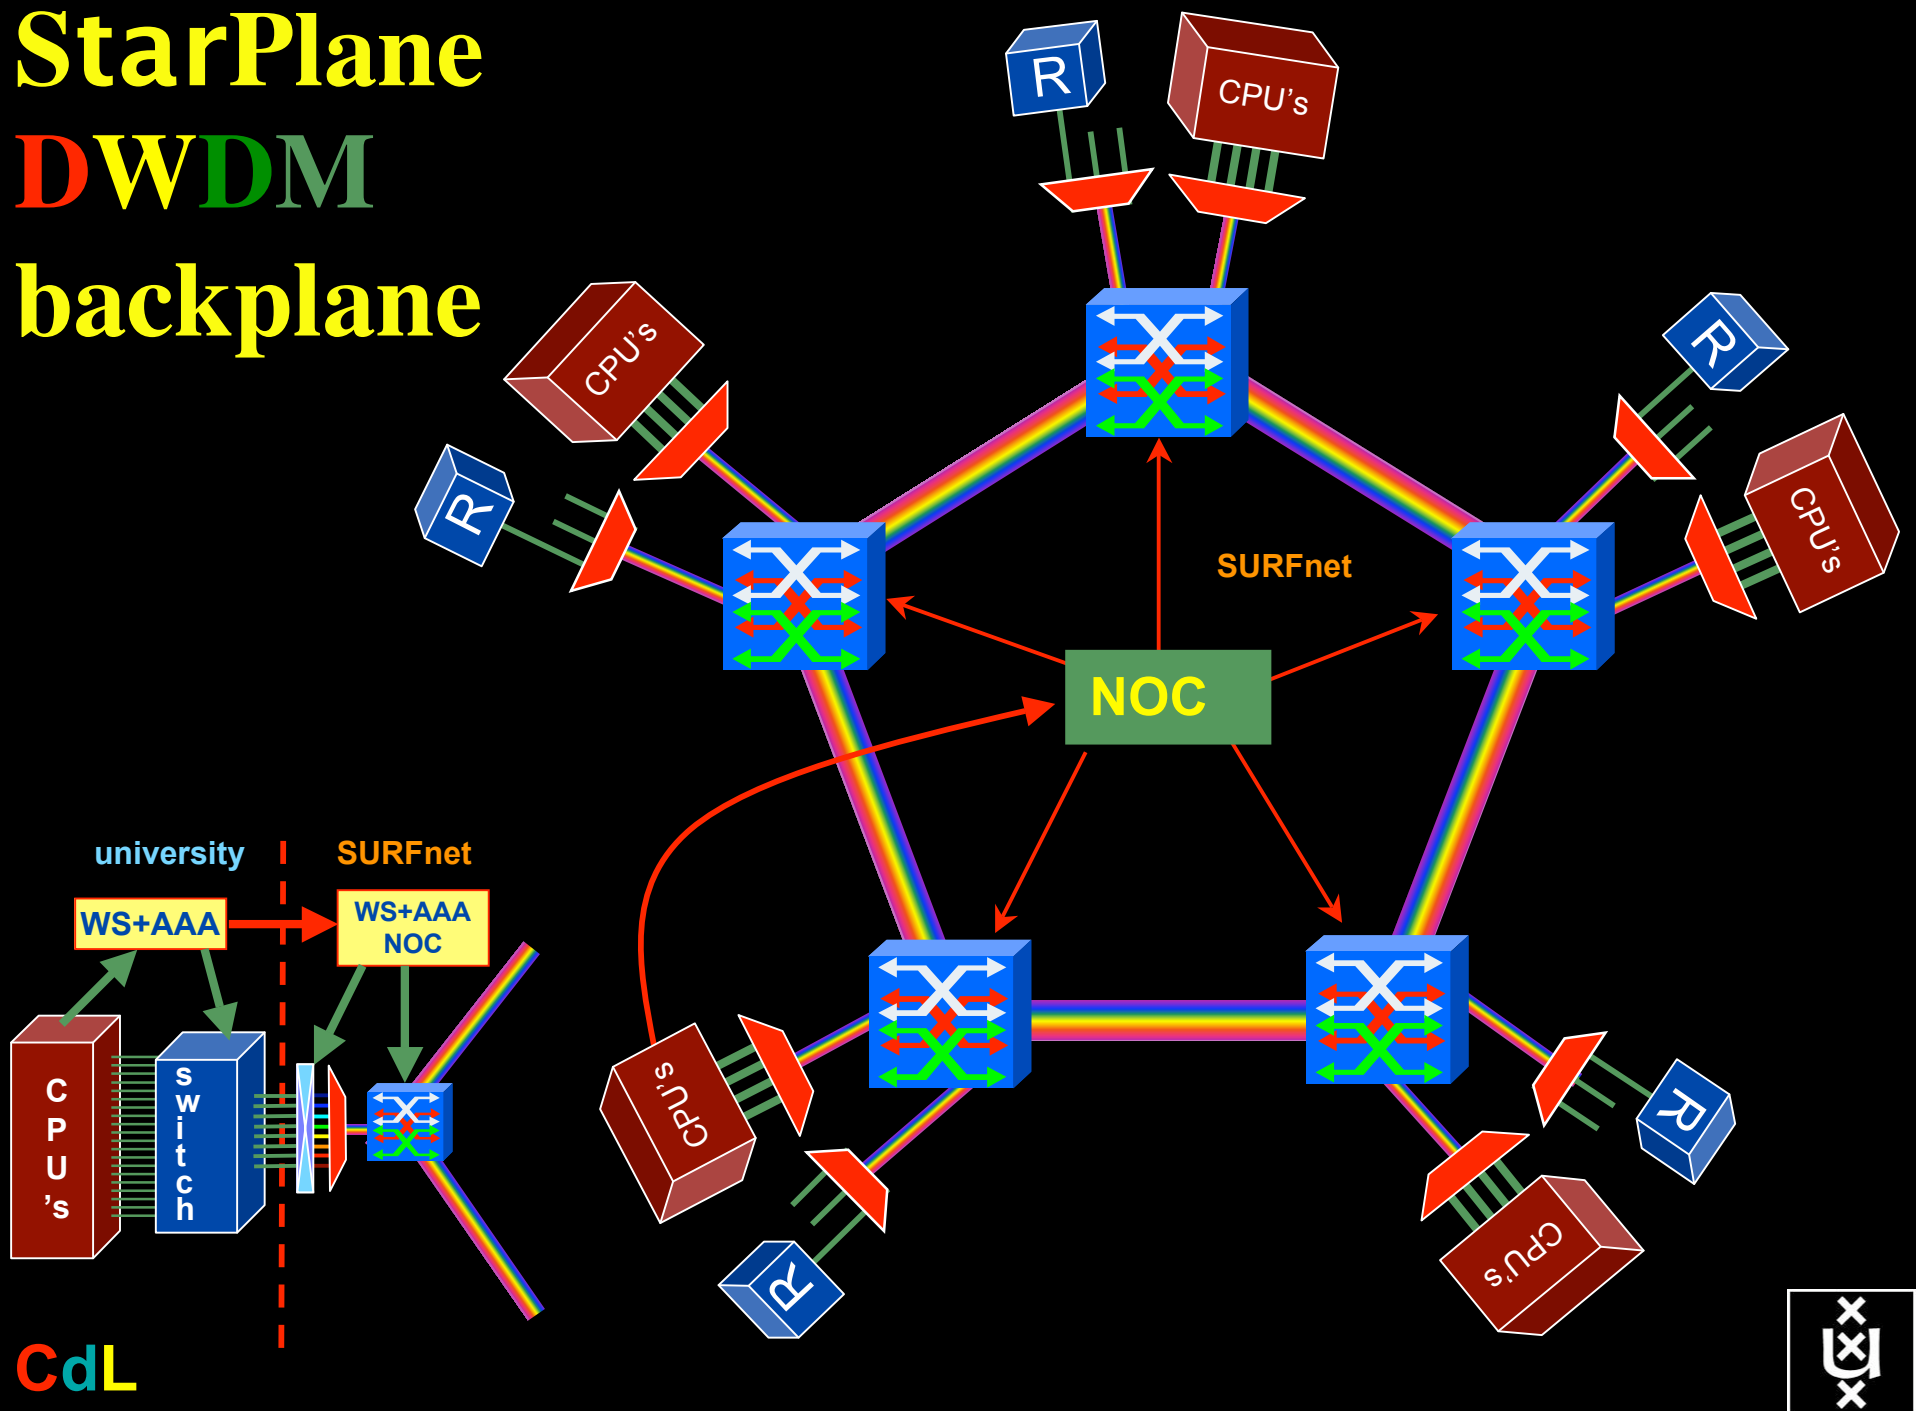 StarPlane
DWDM
backplane
R
CPU's
CPU's
R
R
CPU's
SURFnet
NOC
university
SURFnet
WS+AAA
WS+AAA
NOC
C
P
U
's
s
w
i
t
c
h
CPU's
R
R
CPU's
CdL